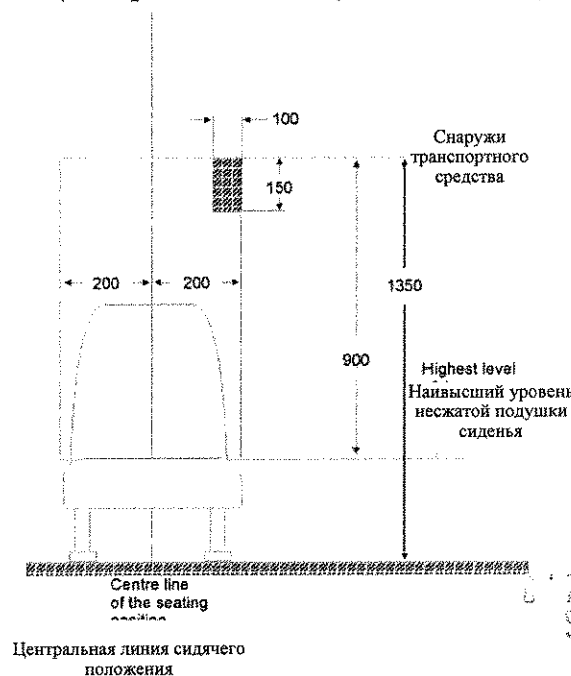 100
Снаружи
транспортного
средства
150
200
200
1350
900
Highest level
Наивысший уровень
несжатой подушки
сиденья
Centre line
of the seating
Центральная линия сидячего
положения